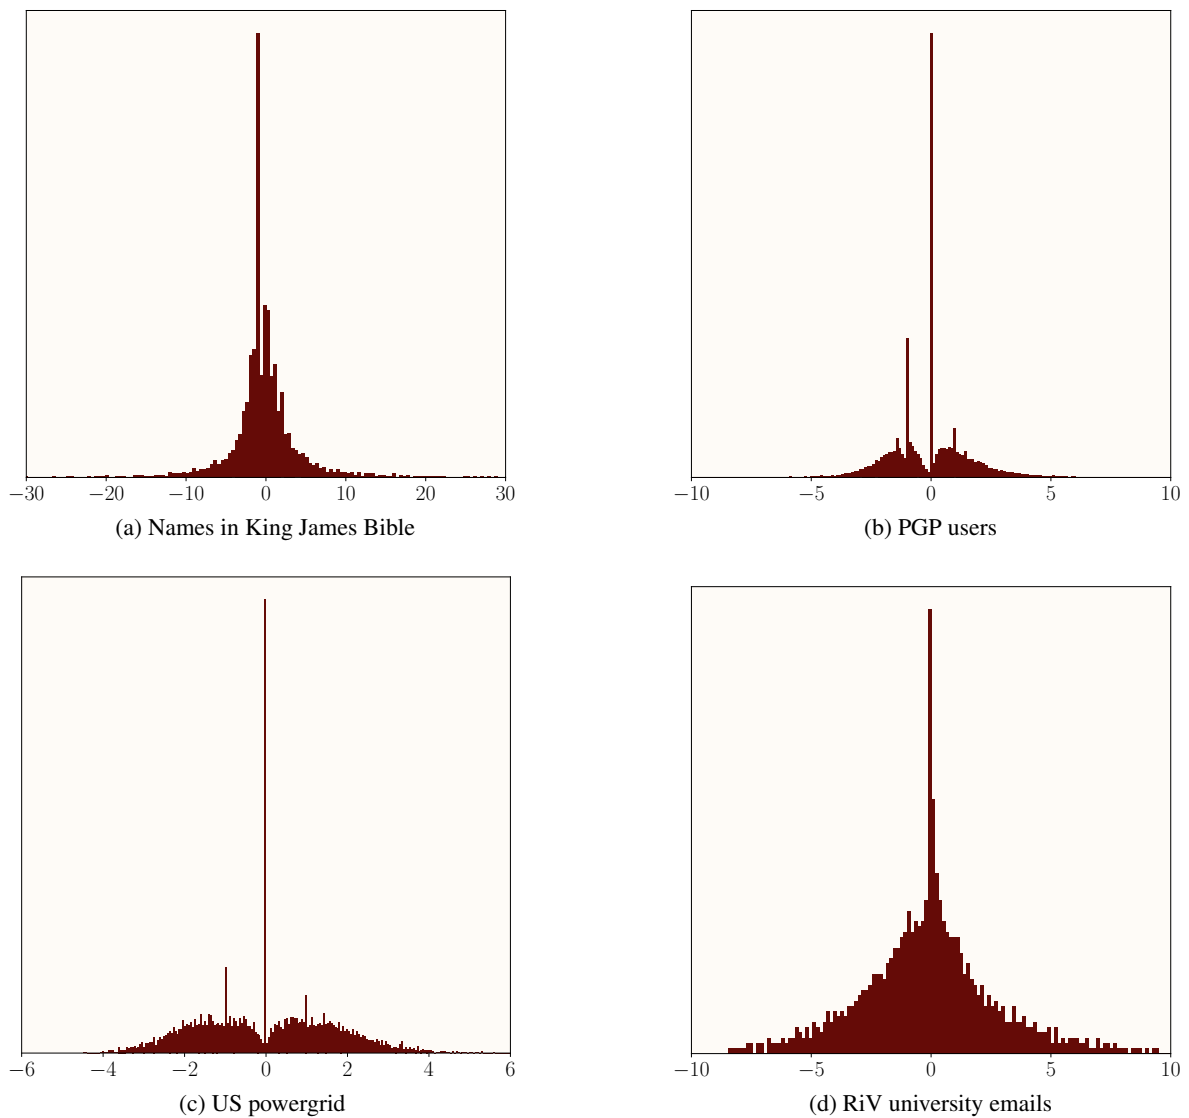 −30 −20 −10 0 10 20 30
(a) Names in King James Bible
−10 −5 0 5 10
(b) PGP users
−6 −4 −2 0 2 4 6
(c) US powergrid
−10 −5 0 5 10
(d) RiV university emails